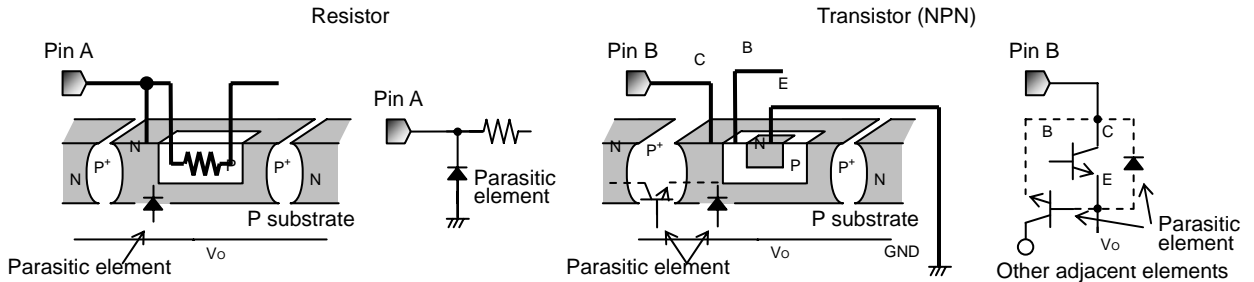 Resistor
Transistor (NPN)
Pin A
Pin A
N
P
N
P+
P+
N
Parasitic
element
P substrate
Vo
Parasitic element
Pin B
C
B
E
N
P
N
P+
P+
N
P substrate
Vo
GND
Parasitic element
Pin B
B
C
E
Vo
Parasitic
element
Other adjacent elements